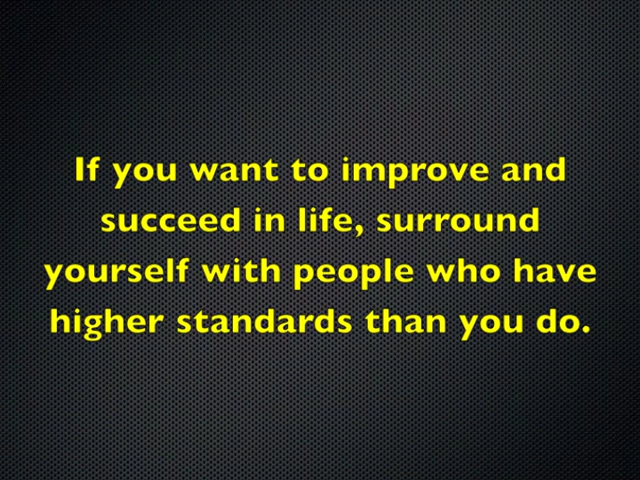 If you want to improve and
succeed in life, surround
yourself with people who have
higher standards than you do.